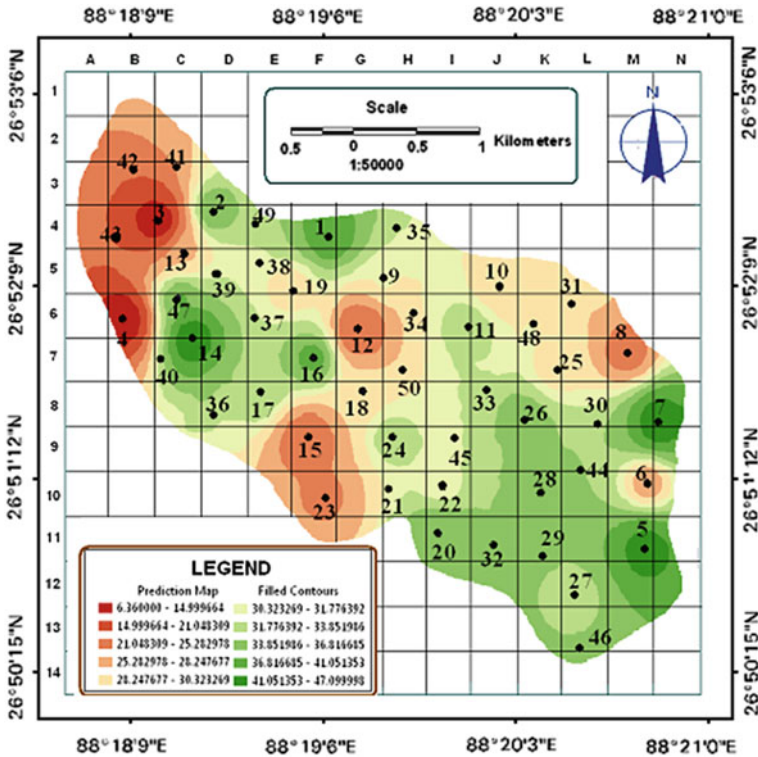 88°18'9"E 88°19'6"E 88°20'3"E 88°21'0"E
26°53'6"N
26°52'9"N
26°51'12"N
26°50'15"N
A B C D E F G H I J K L M N
1
2
3
4
5
6
7
8
9
10
11
12
13
14
Scale
0.5 0 0.5 1 Kilometers
1:50000
N
42 41
3 2 49 1 35
43
13 39 38 19 9 10 31
47 37 12 34 11 48 8
4 14 16 25
40 50
36 17 18 33 26 30 7
15 24 45 44
23 21 22 28 6
20 32 29 5
27
46
LEGEND
Prediction Map Filled Contours
6.360000 - 14.999664 30.323269 - 31.776392
14.999664 - 21.048309 31.776392 - 33.851986
21.048309 - 25.282978 33.851986 - 36.816685
25.282978 - 28.247677 36.816685 - 41.051353
28.247677 - 30.323269 41.051353 - 47.099998
26°53'6"N
26°52'9"N
26°51'12"N
26°50'15"N
88°18'9"E 88°19'6"E 88°20'3"E 88°21'0"E